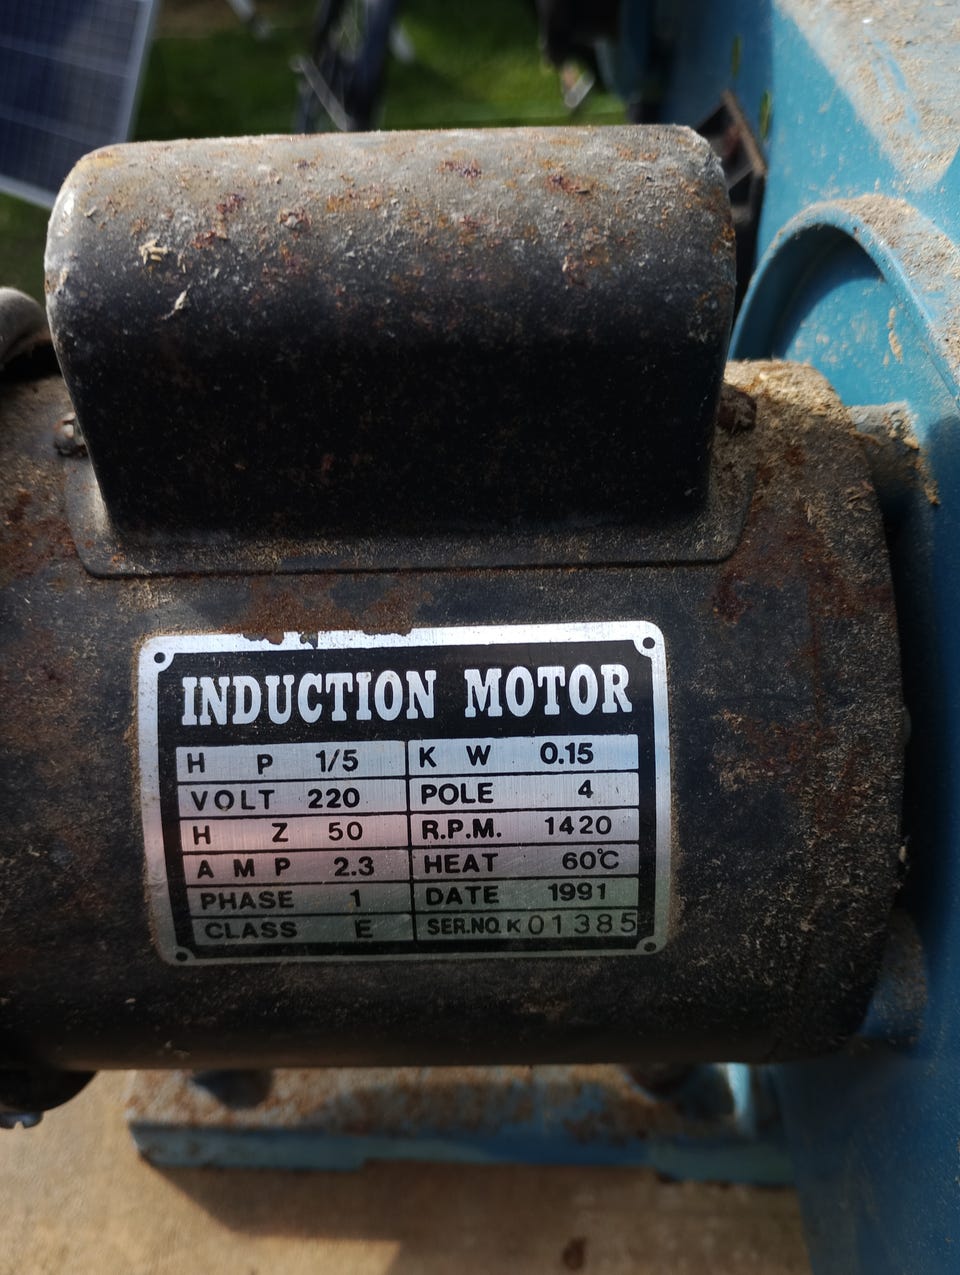 INDUCTION MOTOR
H P 1/5 K W 0.15
VOLT 220 POLE 4
H Z 50 R.P.M. 1420
A M P 2.3 HEAT 60°C
PHASE 1 DATE 1991
CLASS E SER.NO. K 01385